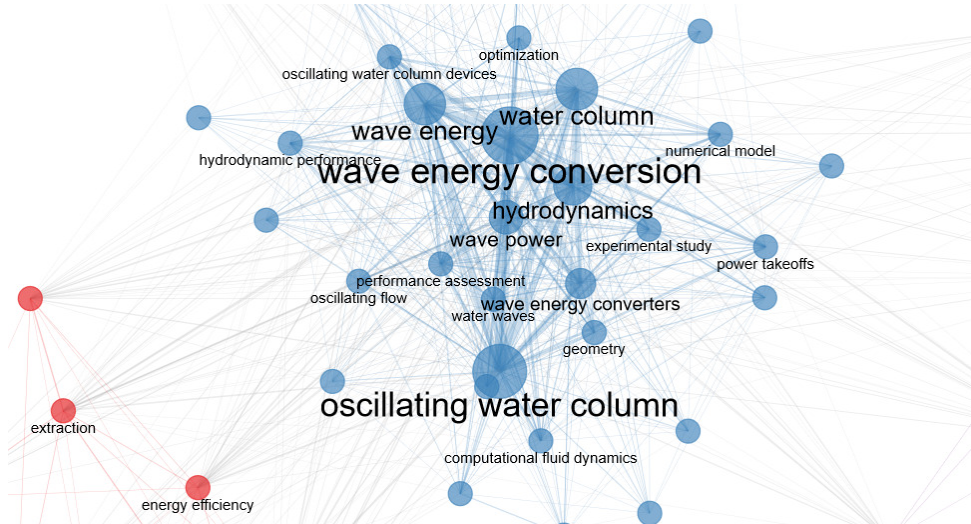 optimization
oscillating water column devices
water column
wave energy
numerical model
hydrodynamic performance
wave energy conversion
hydrodynamics
wave power
experimental study
power takeoffs
performance assessment
oscillating flow
wave energy converters
water waves
geometry
oscillating water column
extraction
computational fluid dynamics
energy efficiency